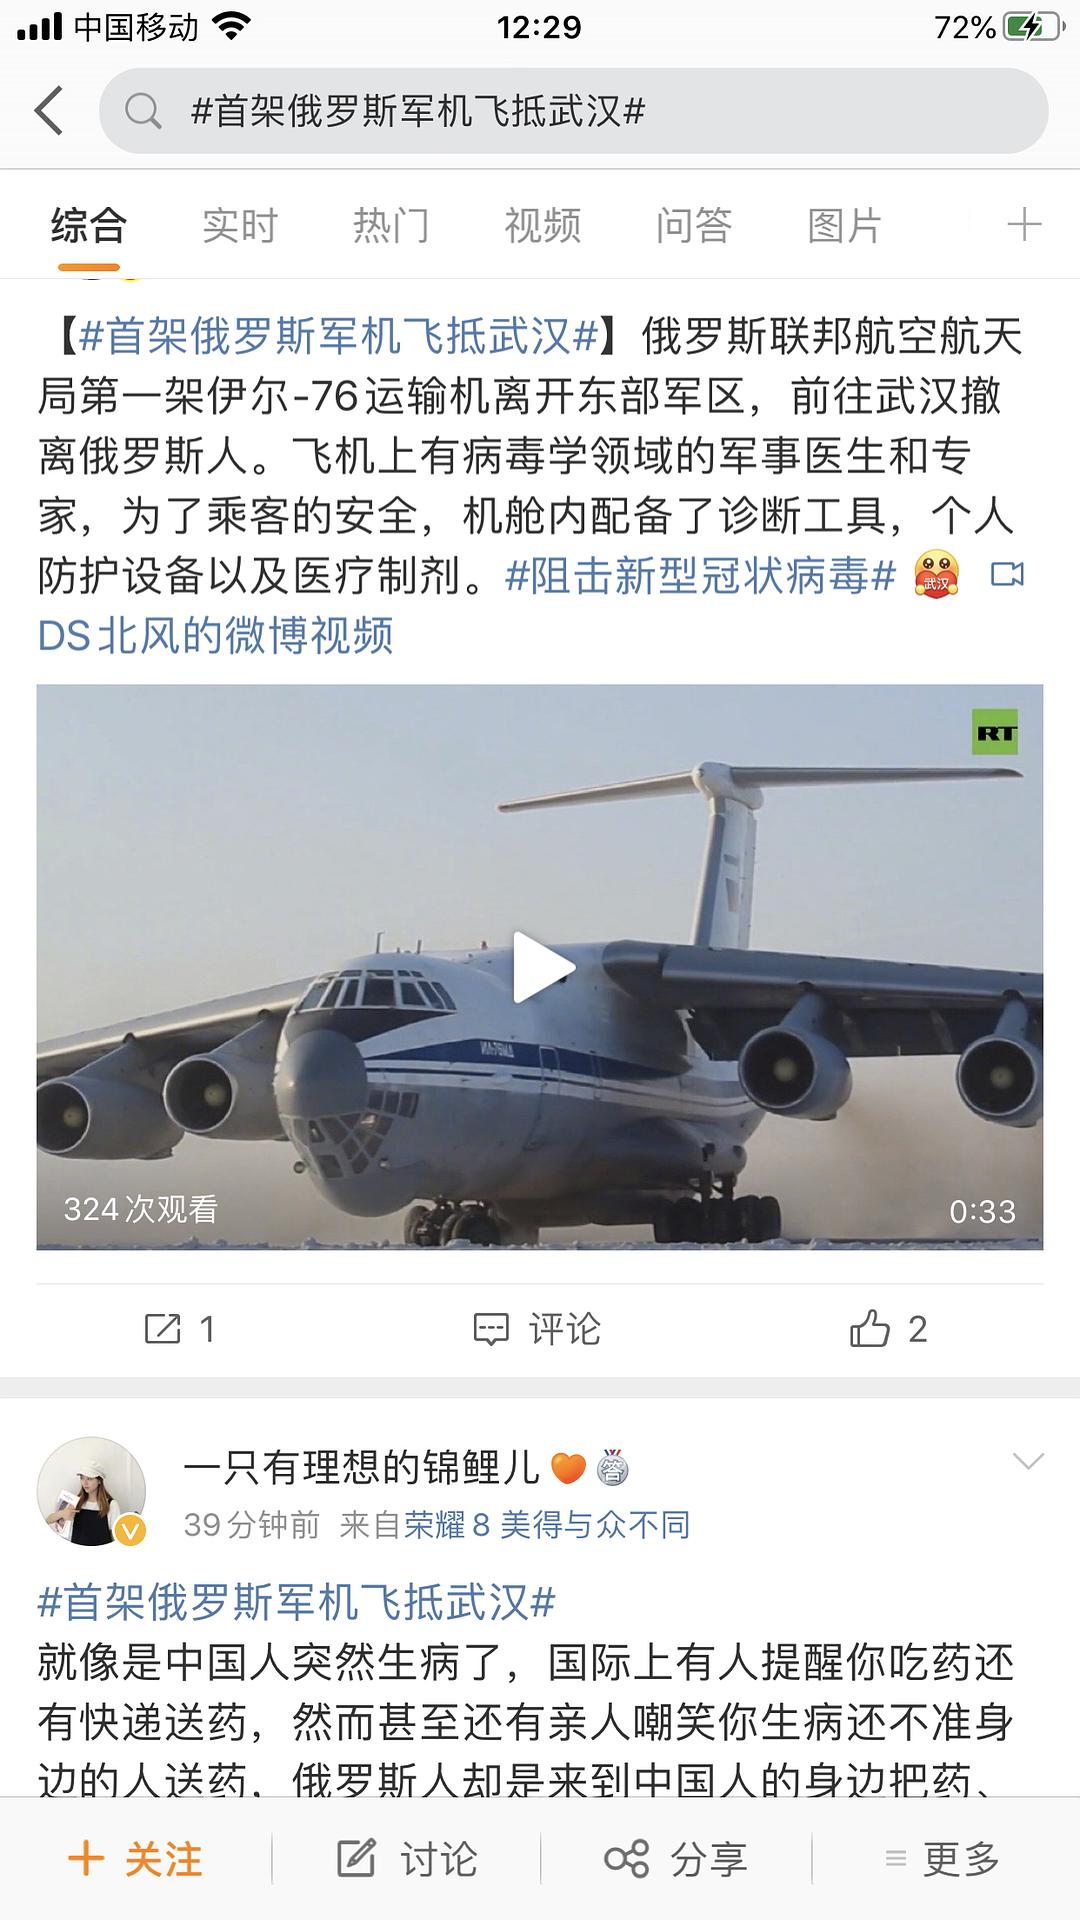 中国移动
12:29
72%
#首架俄罗斯军机飞抵武汉#
综合 实时 热门 视频 问答 图片
【#首架俄罗斯军机飞抵武汉#】俄罗斯联邦航空航天
局第一架伊尔-76运输机离开东部军区，前往武汉撤
离俄罗斯人。飞机上有病毒学领域的军事医生和专
家，为了乘客的安全，机舱内配备了诊断工具，个人
防护设备以及医疗制剂。#阻击新型冠状病毒# 武汉
DS北风的微博视频
RT
ИЛ-76МД
324次观看
0:33
1 评论 2
一只有理想的锦鲤儿 答
V
39分钟前 来自荣耀8 美得与众不同
#首架俄罗斯军机飞抵武汉#
就像是中国人突然生病了，国际上有人提醒你吃药还
有快递送药，然而甚至还有亲人嘲笑你生病还不准身
边的人送药，俄罗斯人却是来到中国人的身边把药、
关注 讨论 分享 更多